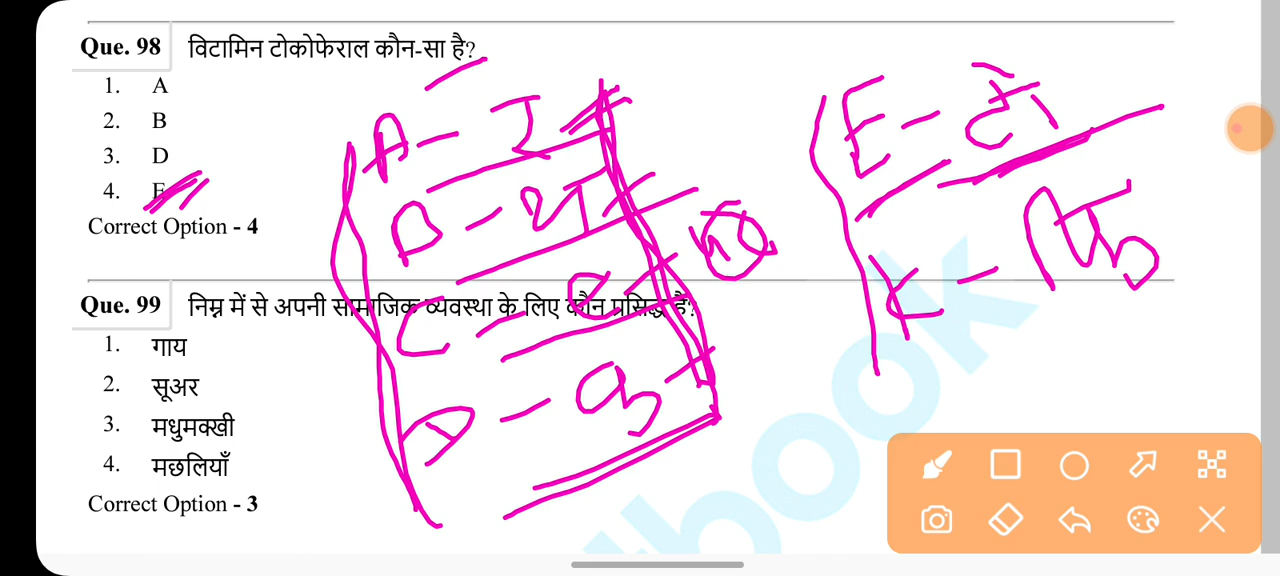 Que. 98 विटामिन टोकोफेराल कौन-सा है?
1. A
2. B
3. D
4. E
Correct Option - 4
Que. 99 निम्न में से अपनी सामाजिक व्यवस्था के लिए कौन प्रसिद्ध है?
1. गाय
2. सूअर
3. मधुमक्खी
4. मछलियाँ
Correct Option - 3
A -
B -
C -
D -
E - टो
K -
book